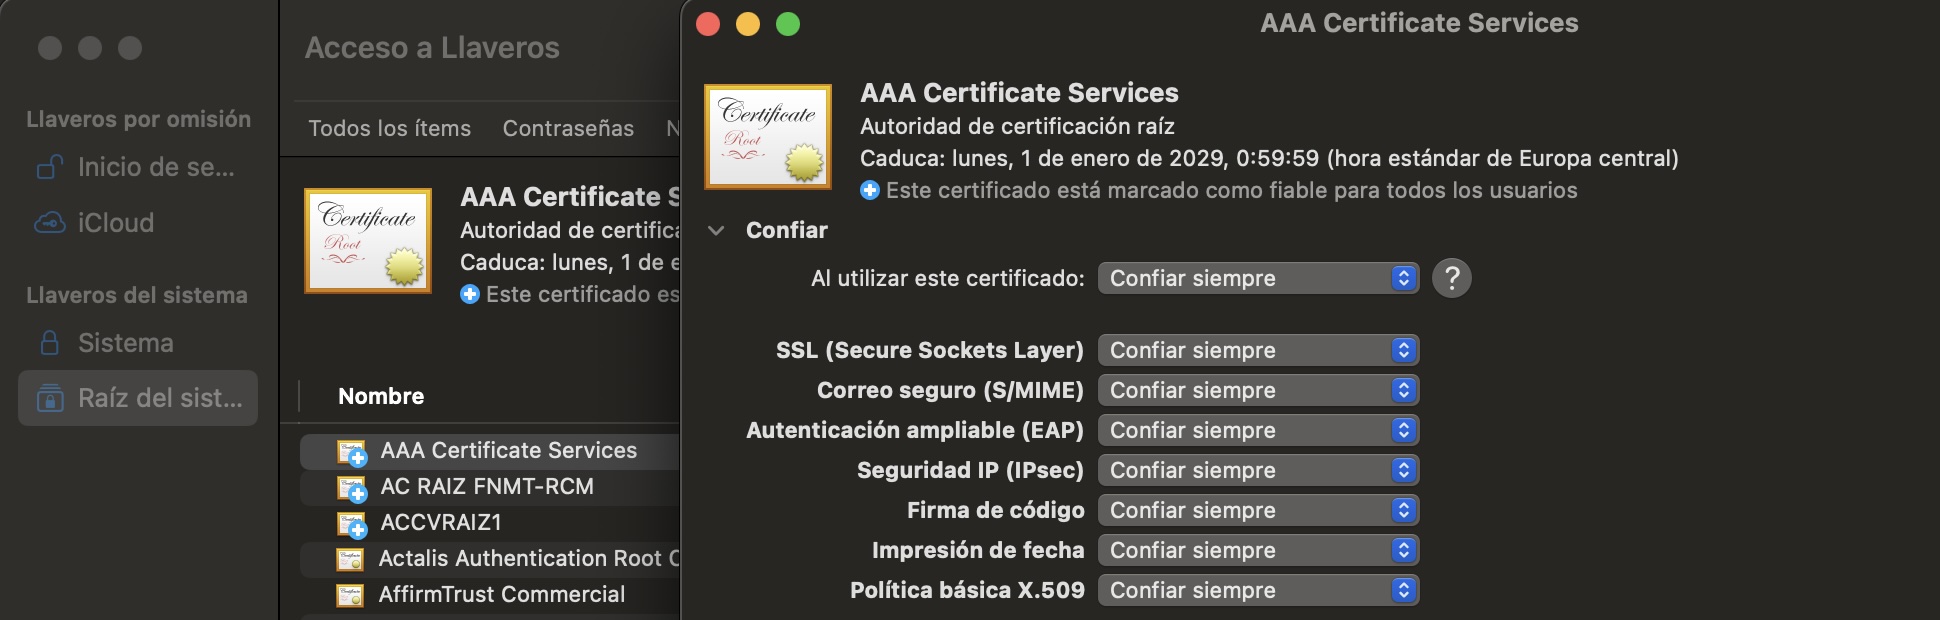 Acceso a Llaveros
Llaveros por omisión
Inicio de se...
iCloud
Llaveros del sistema
Sistema
Raíz del sist...
Todos los ítems Contraseñas N
Certificate
Root
AAA Certificate S
Autoridad de certifica
Caduca: lunes, 1 de e
Este certificado es
Nombre
AAA Certificate Services
AC RAIZ FNMT-RCM
ACCVRAIZ1
Actalis Authentication Root C
AffirmTrust Commercial
AAA Certificate Services
Certificate
Root
AAA Certificate Services
Autoridad de certificación raíz
Caduca: lunes, 1 de enero de 2029, 0:59:59 (hora estándar de Europa central)
Este certificado está marcado como fiable para todos los usuarios
Confiar
Al utilizar este certificado: Confiar siempre ?
SSL (Secure Sockets Layer) Confiar siempre
Correo seguro (S/MIME) Confiar siempre
Autenticación ampliable (EAP) Confiar siempre
Seguridad IP (IPsec) Confiar siempre
Firma de código Confiar siempre
Impresión de fecha Confiar siempre
Política básica X.509 Confiar siempre